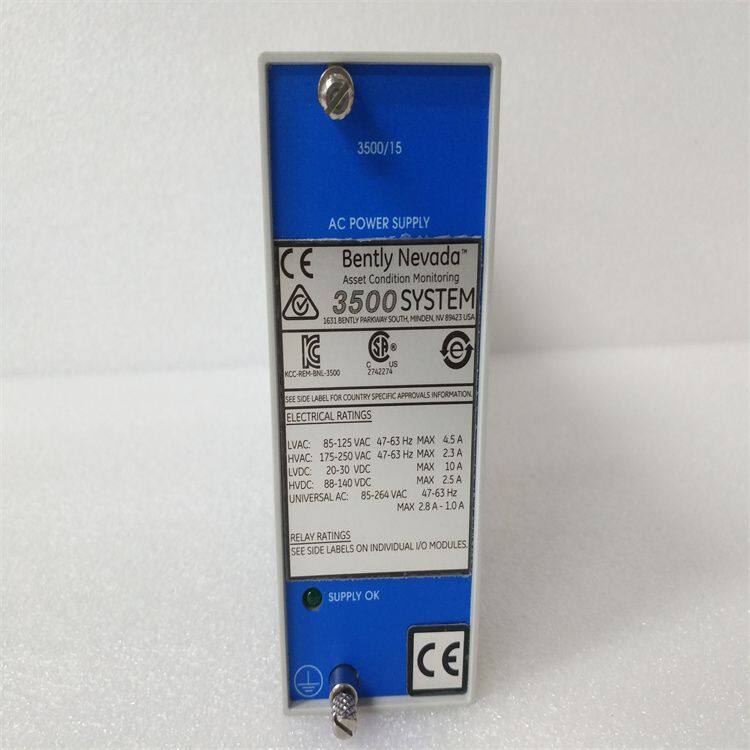 3500/15
AC POWER SUPPLY
CE Bently Nevada™
Asset Condition Monitoring
3500 SYSTEM
1631 BENTLY PARKWAY SOUTH, MINDEN, NV 89423 USA
KCC-REM-BNL-3500
SA ®
C US
2742274
e
SEE SIDE LABEL FOR COUNTRY SPECIFIC APPROVALS INFORMATION.
ELECTRICAL RATINGS
LVAC: 85-125 VAC 47-63 Hz MAX 4.5 A
HVAC: 175-250 VAC 47-63 Hz MAX 2.3 A
LVDC: 20-30 VDC MAX 10 A
HVDC: 88-140 VDC MAX 2.5 A
UNIVERSAL AC: 85-264 VAC 47-63 Hz
MAX 2.8 A - 1.0 A
RELAY RATINGS
SEE SIDE LABELS ON INDIVIDUAL I/O MODULES.
SUPPLY OK
CE